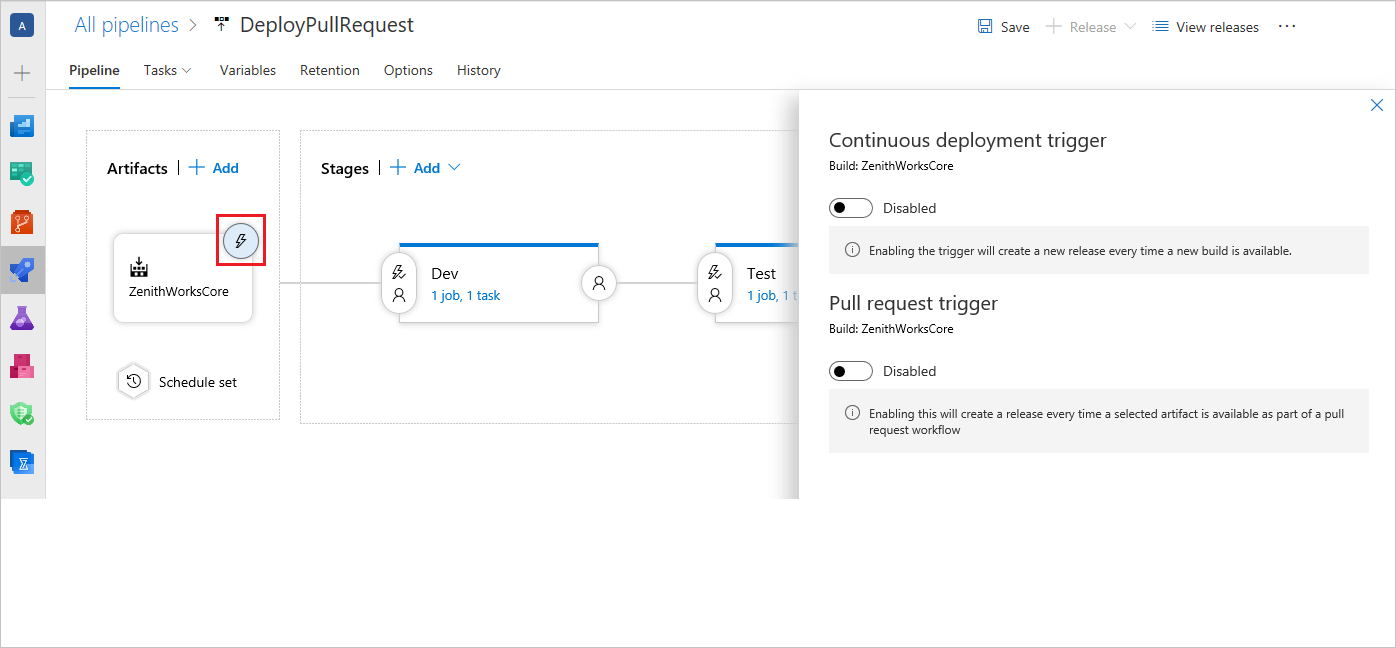 A
All pipelines > DeployPullRequest
Save
Release
View releases
...
Pipeline
Tasks
Variables
Retention
Options
History
Artifacts | + Add
ZenithWorksCore
Schedule set
Stages | + Add
Dev
1 job, 1 task
Test
1 job, 1 t
Continuous deployment trigger
Build: ZenithWorksCore
Disabled
Enabling the trigger will create a new release every time a new build is available.
Pull request trigger
Build: ZenithWorksCore
Disabled
Enabling this will create a release every time a selected artifact is available as part of a pull
request workflow